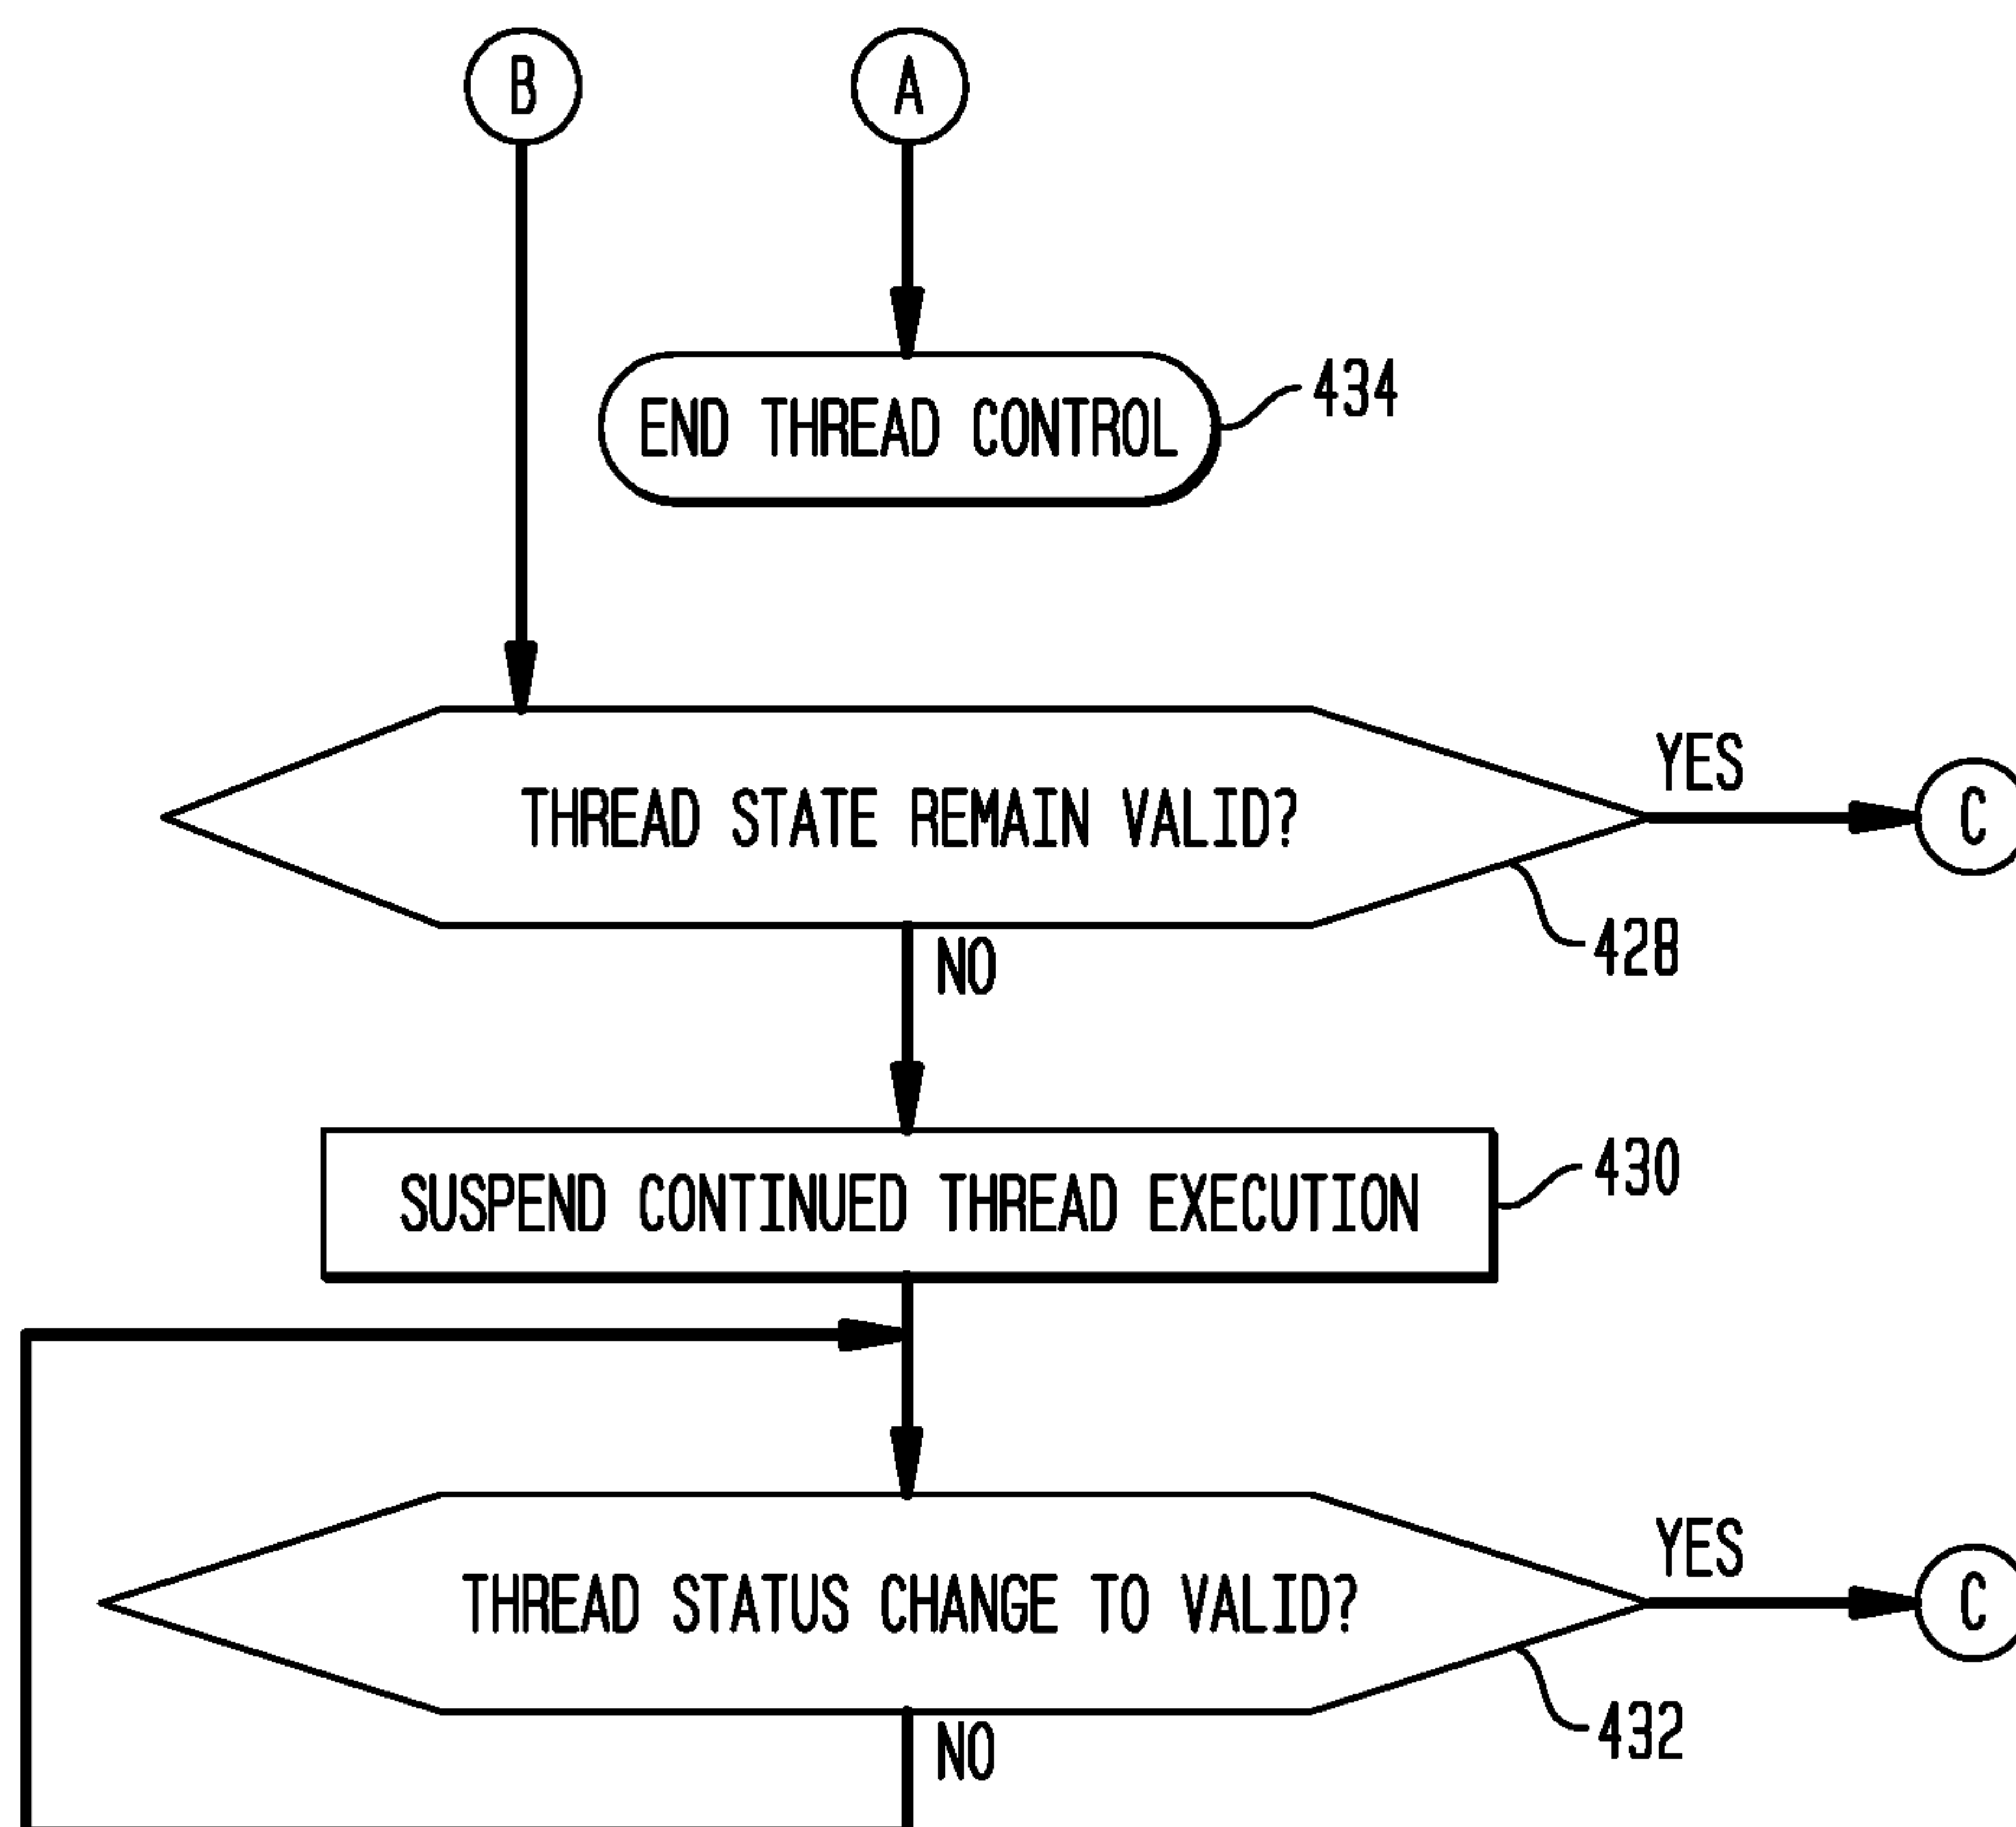 B
A
END THREAD CONTROL
434
THREAD STATE REMAIN VALID?
YES
C
428
NO
SUSPEND CONTINUED THREAD EXECUTION
430
THREAD STATUS CHANGE TO VALID?
YES
C
432
NO